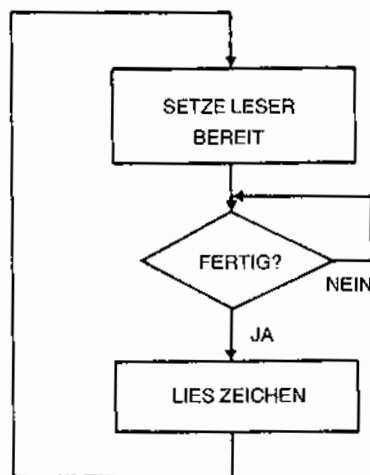 SETZE LESER
BEREIT
FERTIG?
NEIN
JA
LIES ZEICHEN